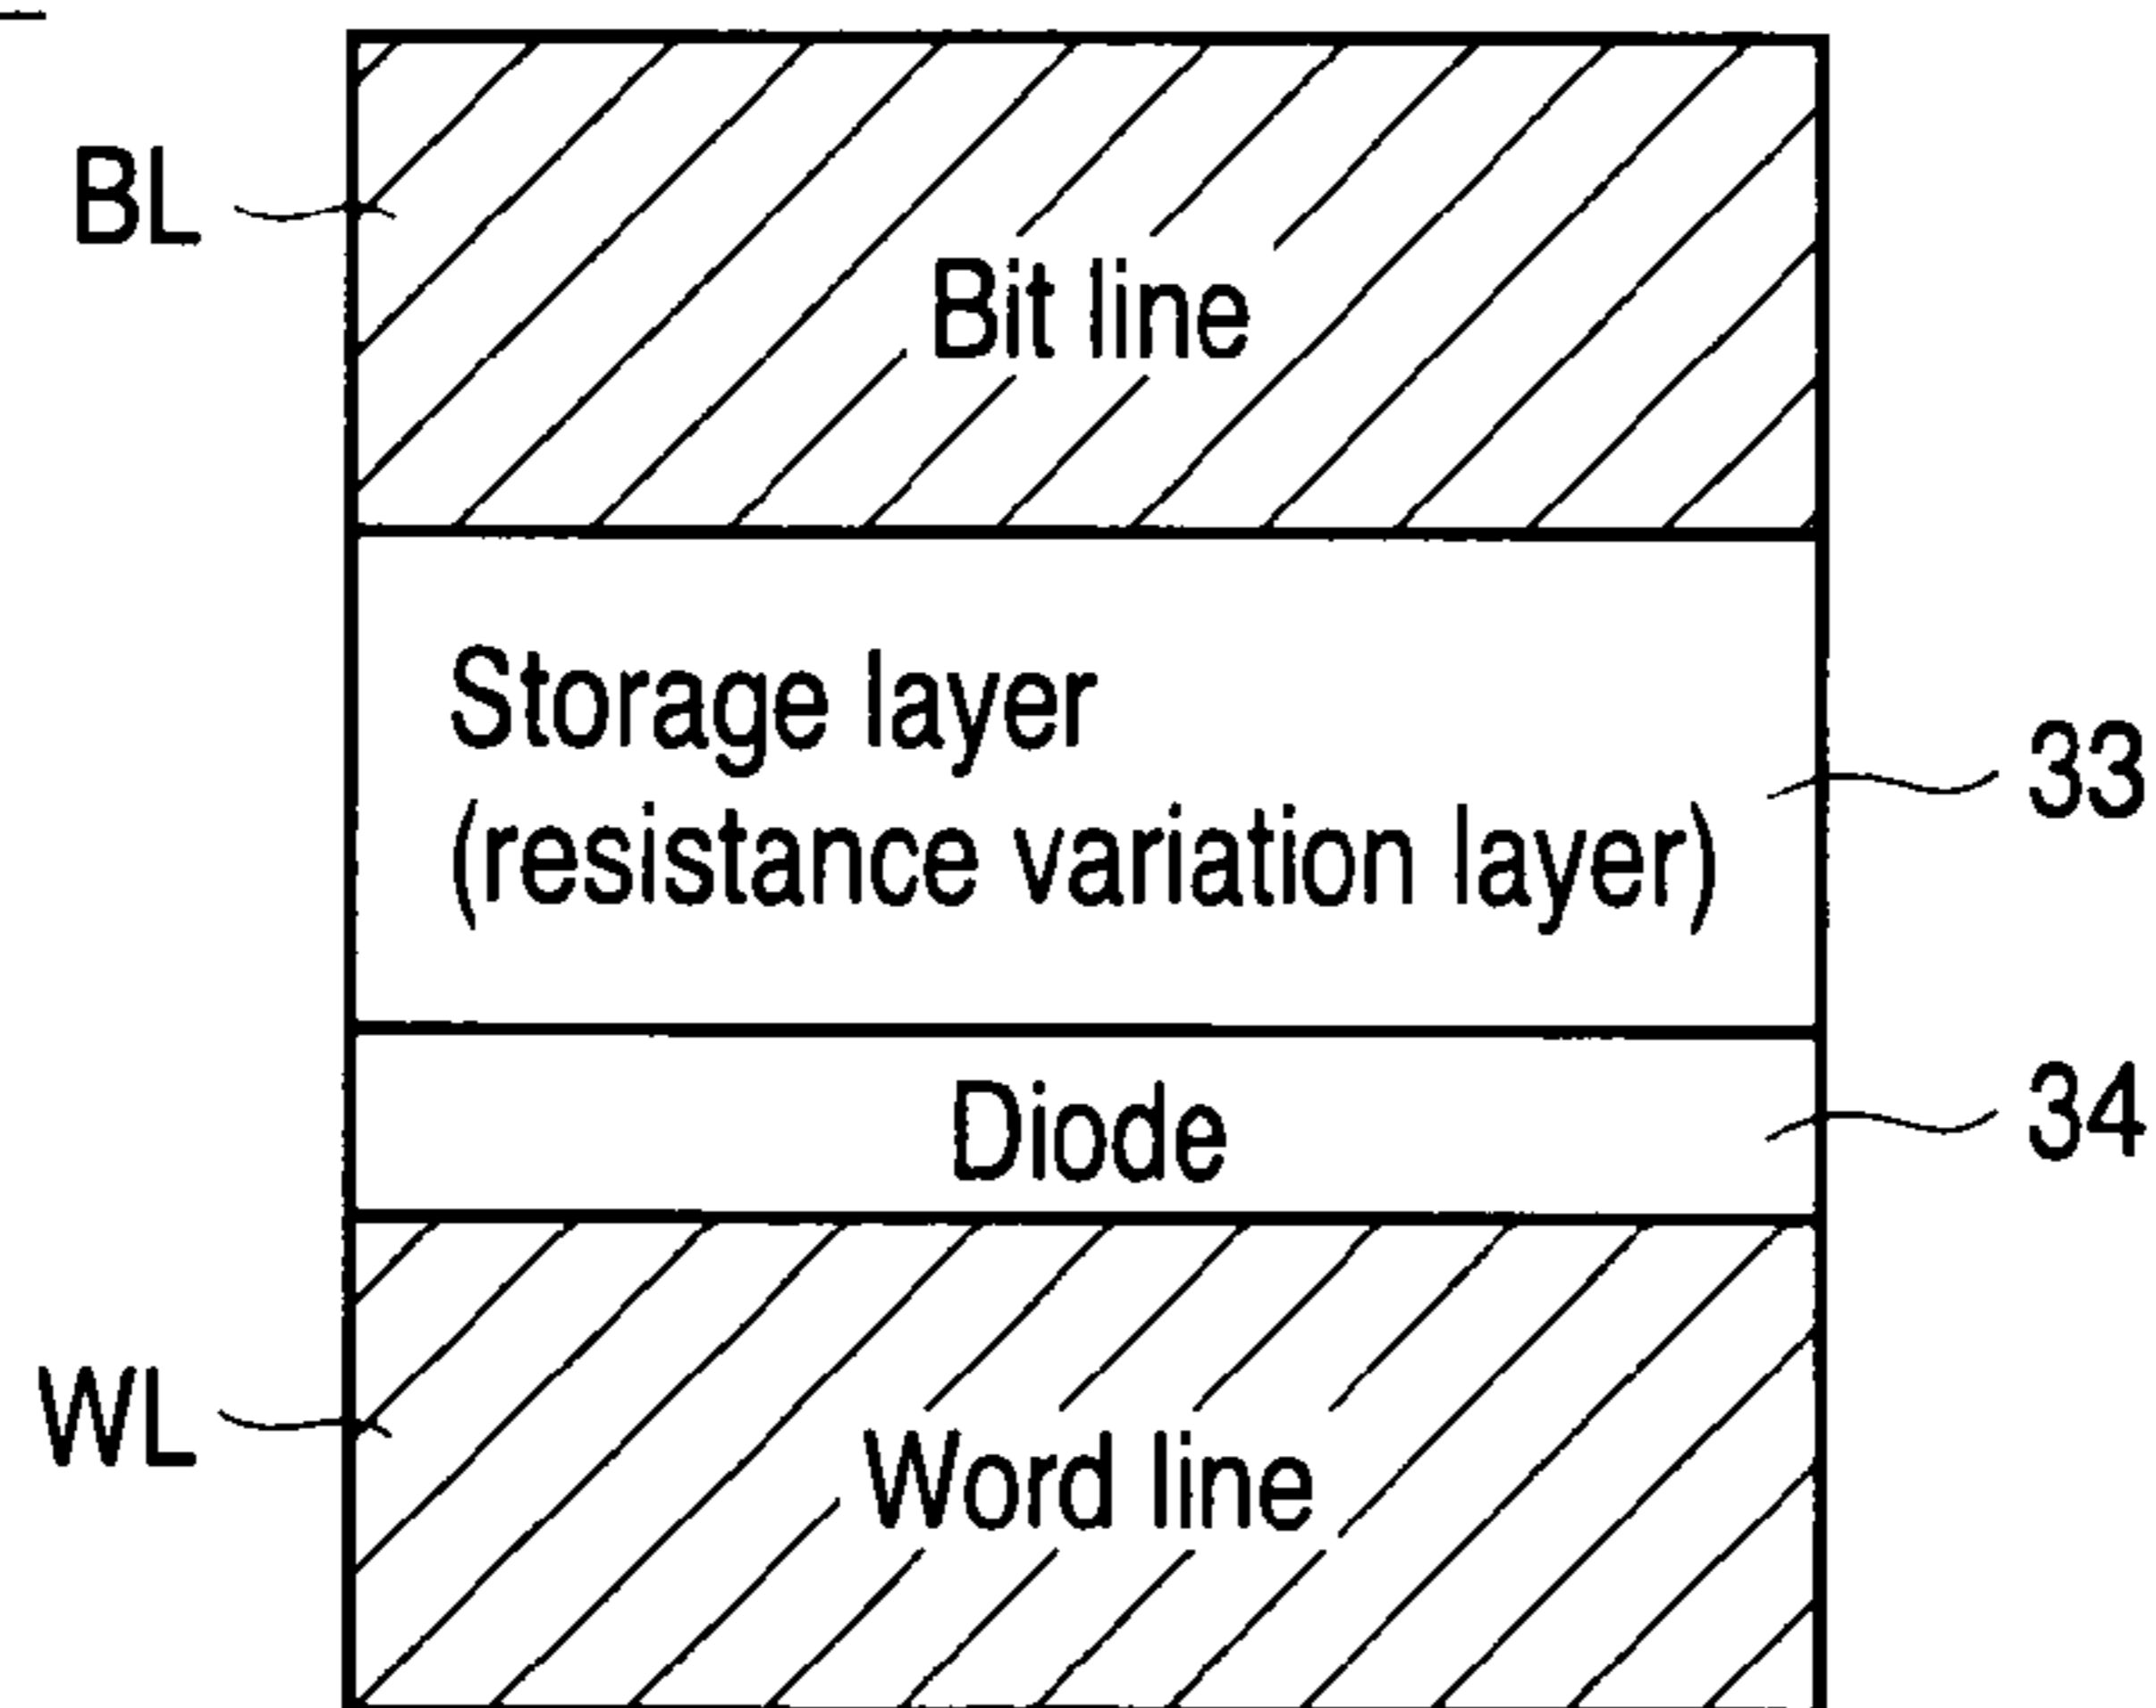 BL
Bit line
Storage layer
(resistance variation layer)
33
Diode
34
WL
Word line